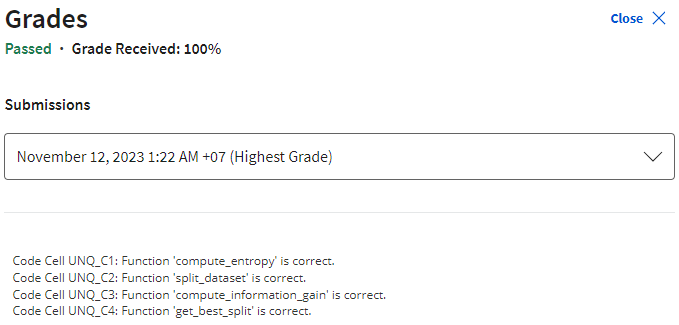 Grades
Close
Passed · Grade Received: 100%
Submissions
November 12, 2023 1:22 AM +07 (Highest Grade)
Code Cell UNQ_C1: Function 'compute_entropy' is correct.
Code Cell UNQ_C2: Function 'split_dataset' is correct.
Code Cell UNQ_C3: Function 'compute_information_gain' is correct.
Code Cell UNQ_C4: Function 'get_best_split' is correct.